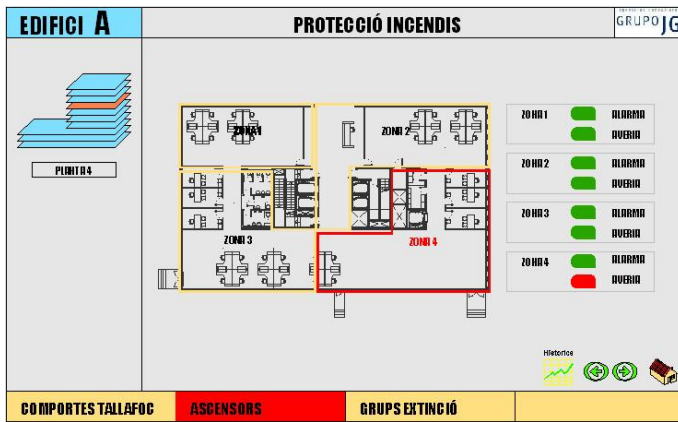 EDIFICI A
PROTECCIÓ INCENDIS
GRUPO JG
PLANTA 4
ZONA 1
ZONA 2
ZONA 3
ZONA 4
ZONA 1 ALARMA
AVERIA
ZONA 2 ALARMA
AVERIA
ZONA 3 ALARMA
AVERIA
ZONA 4 ALARMA
AVERIA
Historics
COMPORTES TALLAFOC
ASCENSORS
GRUPS EXTINCIÓ